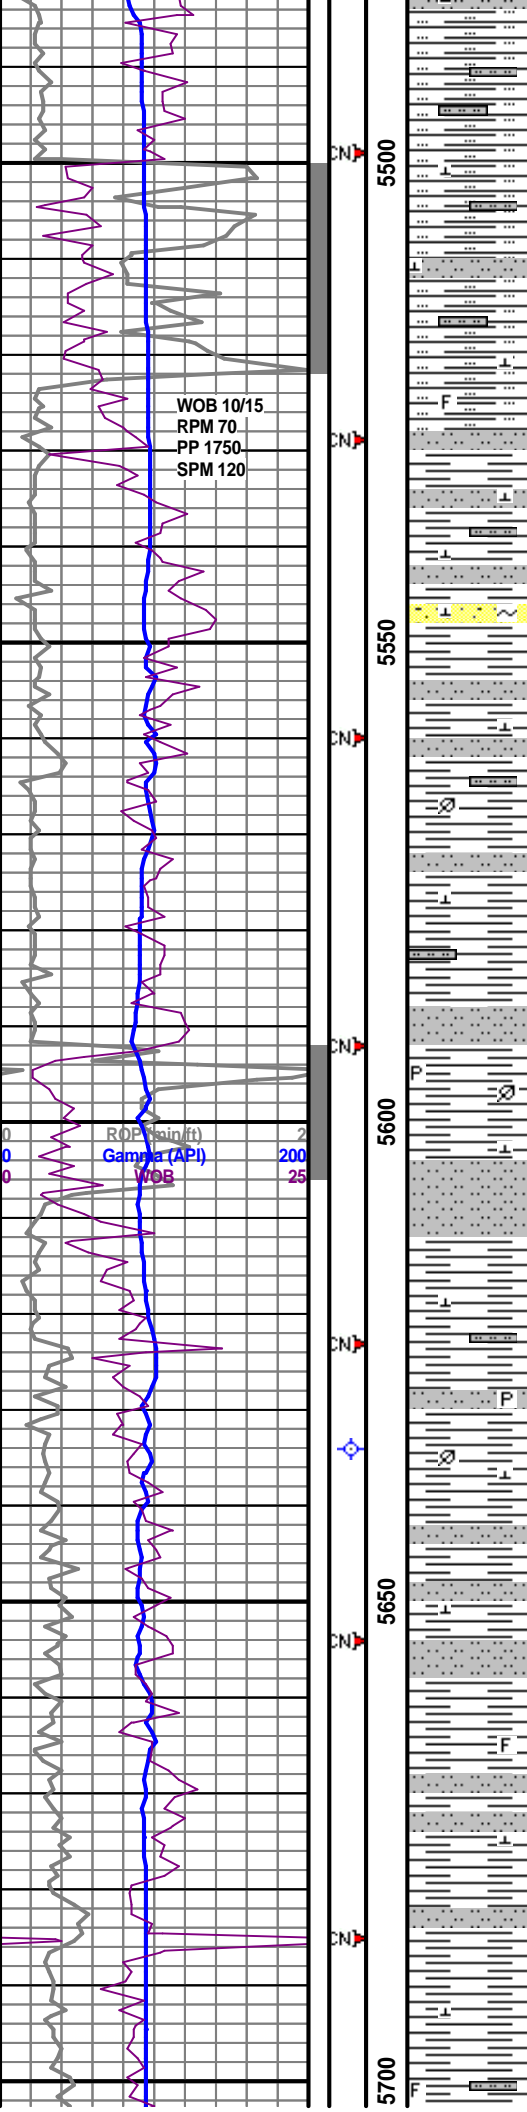 CN]
5500
F
WOB 10/15
RPM 70
PP 1750
SPM 120
CN]
5550
CN]
CN]
P
5600
0 ROP (min/ft) 2
0 Gamma (API) 200
0 WOB 25
CN]
P
5650
CN]
F
CN]
5700
F